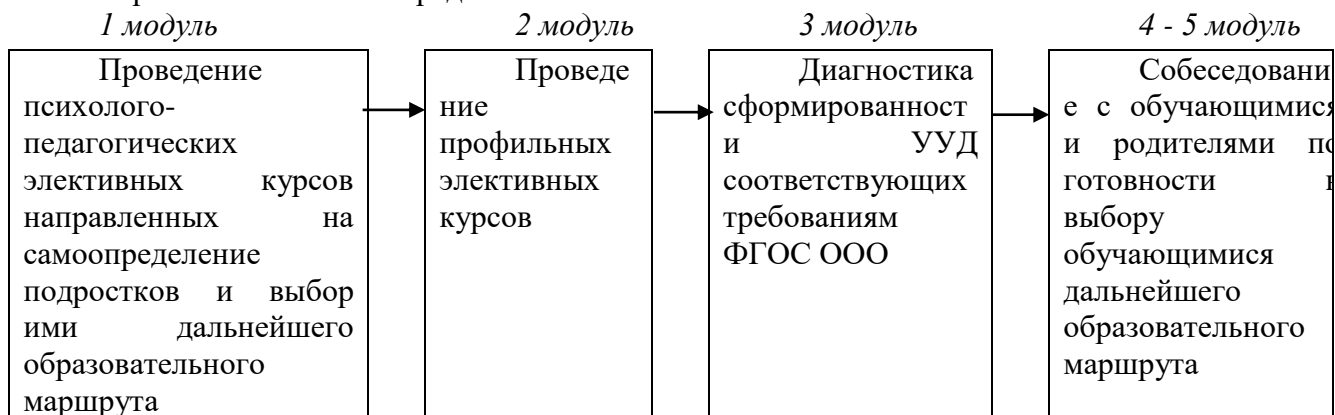 1 модуль
2 модуль
3 модуль
4 - 5 модуль
Проведение
психолого-
педагогических
элективных курсов
направленных на
самоопределение
подростков и выбор
ими дальнейшего
образовательного
маршрута
Проведе
ние
профильных
элективных
курсов
Диагностика
сформированност
и УУД
соответствующих
требованиям
ФГОС ООО
Собеседовани
е с обучающимися
и родителями по
готовности
выбору
обучающимися
дальнейшего
образовательного
маршрута